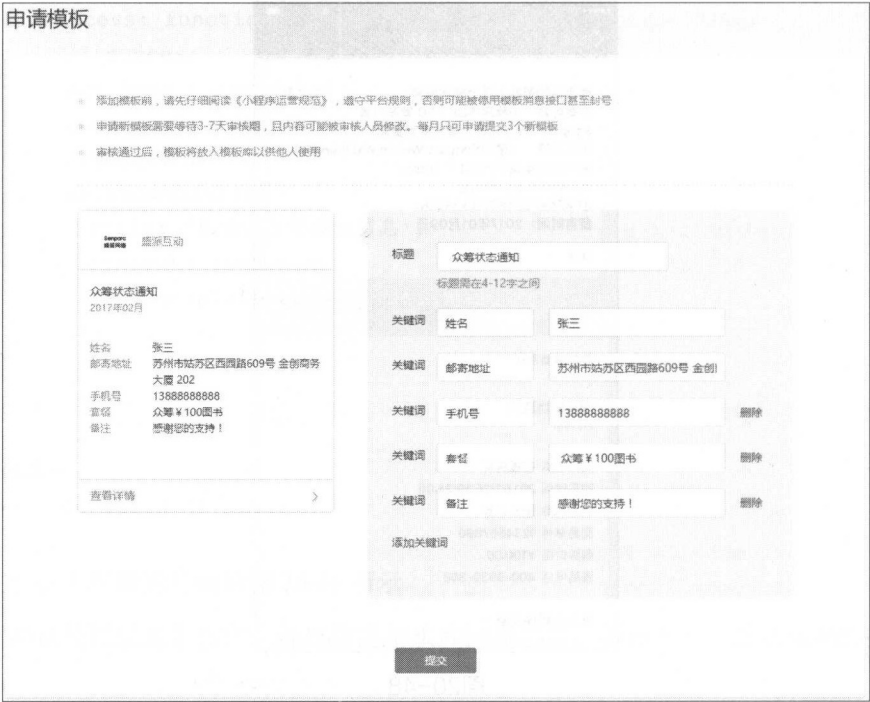 申请模板
添加模板前，请先仔细阅读《小程序运营规范》，遵守平台规则，否则可能被停用模板消息接口甚至封号
申请新模板需要等待3-7天审核期，且内容可能被审核人员修改。每月只可申请提交3个新模板
审核通过后，模板将放入模板库以供他人使用
Senparc
盛派网络
盛派互动
众筹状态通知
2017年02月
姓名 张三
邮寄地址 苏州市姑苏区西园路609号 金创商务
大厦 202
手机号 13888888888
套餐 众筹￥100图书
备注 感谢您的支持！
查看详情
标题 众筹状态通知
标题需在4-12字之间
关键词 姓名 张三
关键词 邮寄地址 苏州市姑苏区西园路609号 金创
关键词 手机号 13888888888 删除
关键词 套餐 众筹￥100图书 删除
关键词 备注 感谢您的支持！ 删除
添加关键词
提交